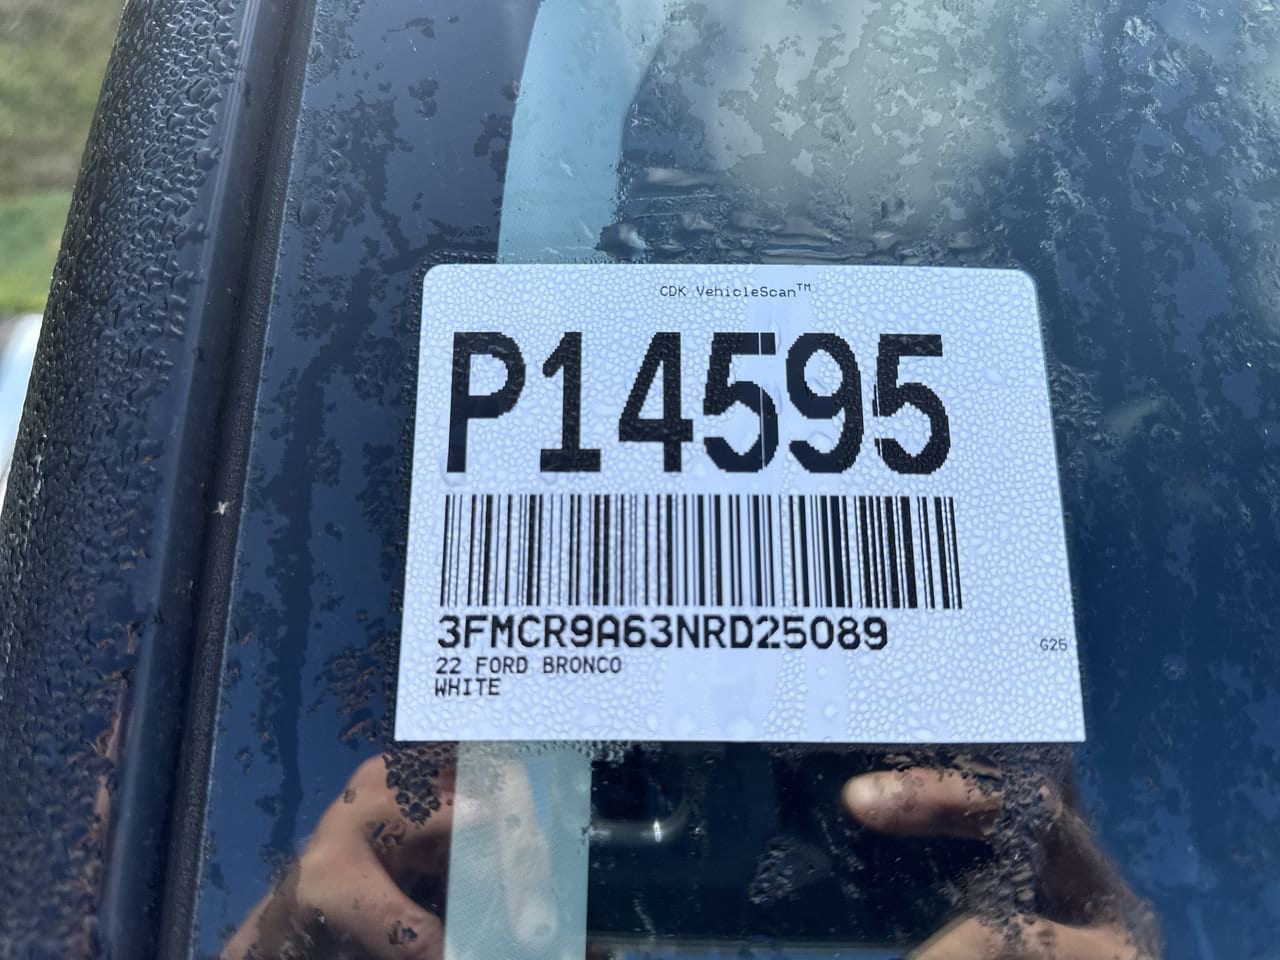 CDK VehicleScan™
P14595
3FMCR9A63NRD25089
G25
22 FORD BRONCO
WHITE